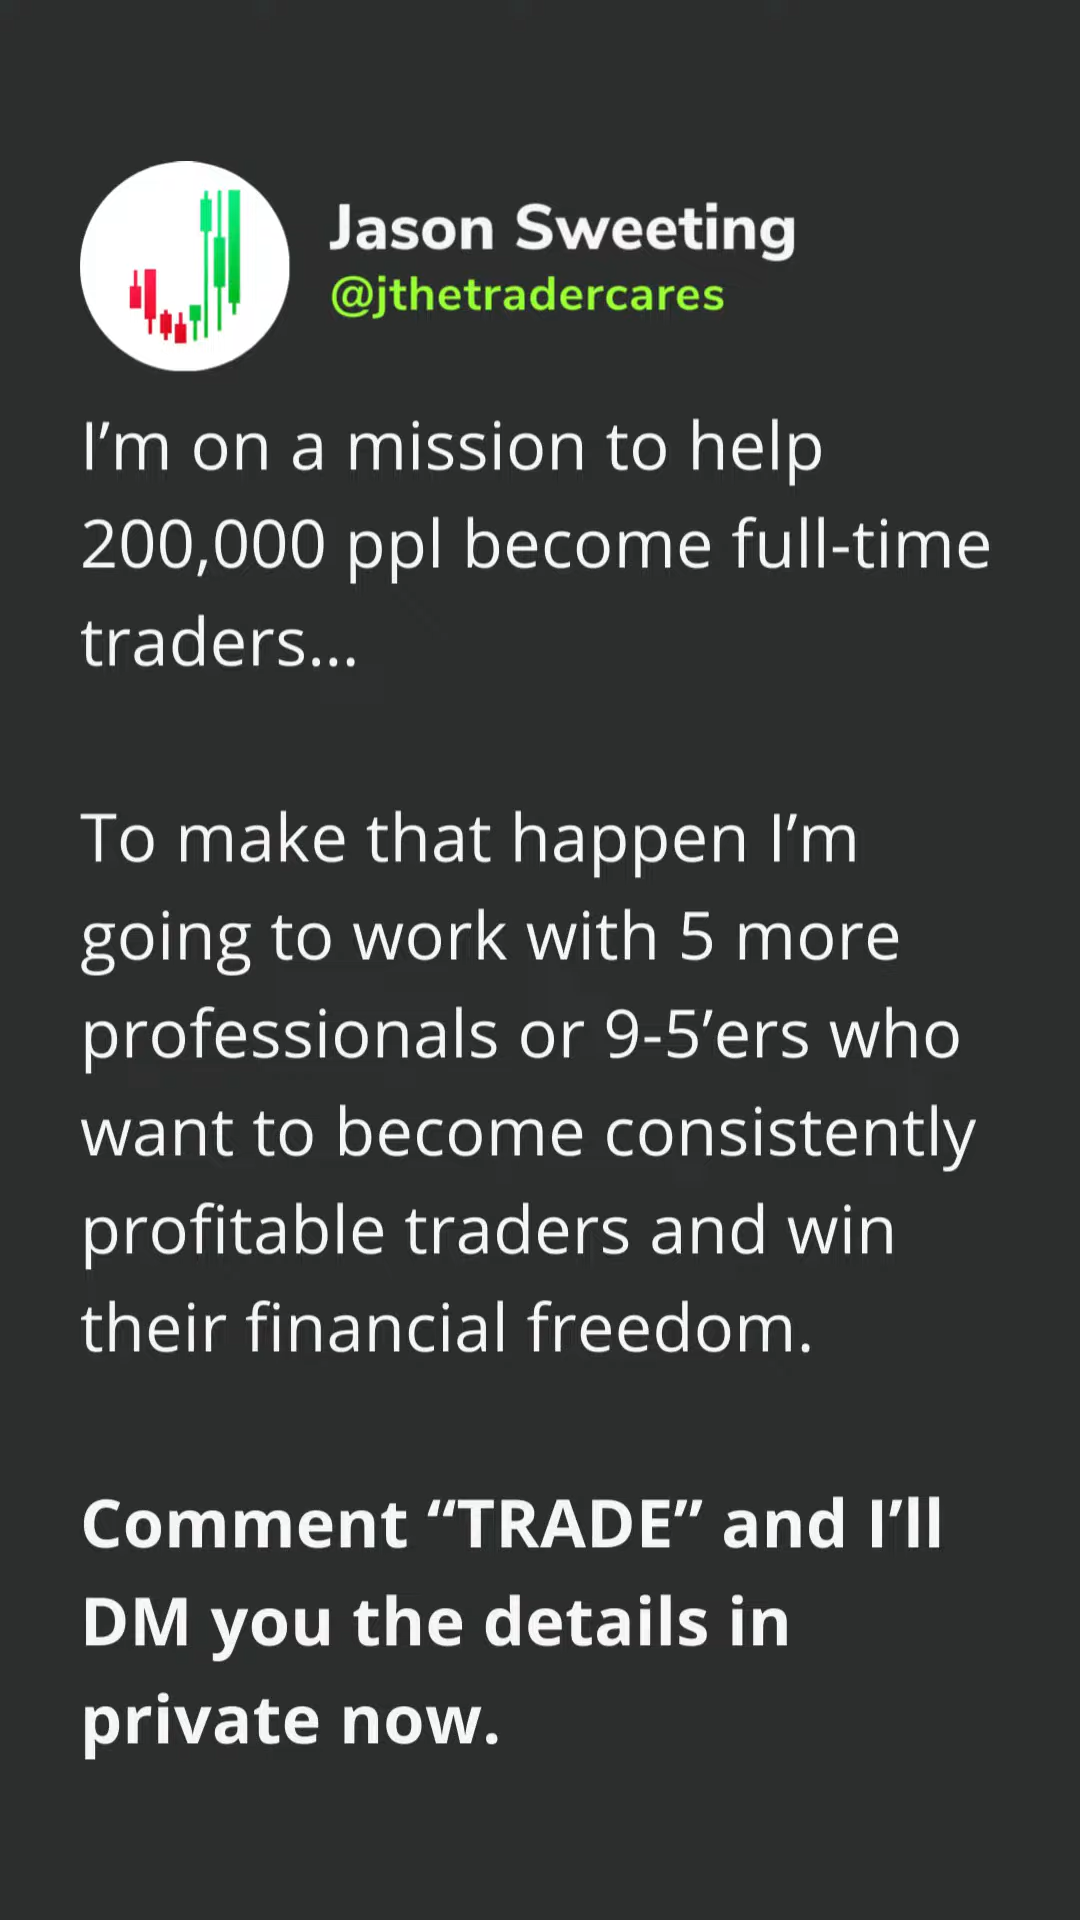 Jason Sweeting
@jthetradercares
I’m on a mission to help
200,000 ppl become full-time
traders...
To make that happen I’m
going to work with 5 more
professionals or 9-5’ers who
want to become consistently
profitable traders and win
their financial freedom.
Comment “TRADE” and I’ll
DM you the details in
private now.